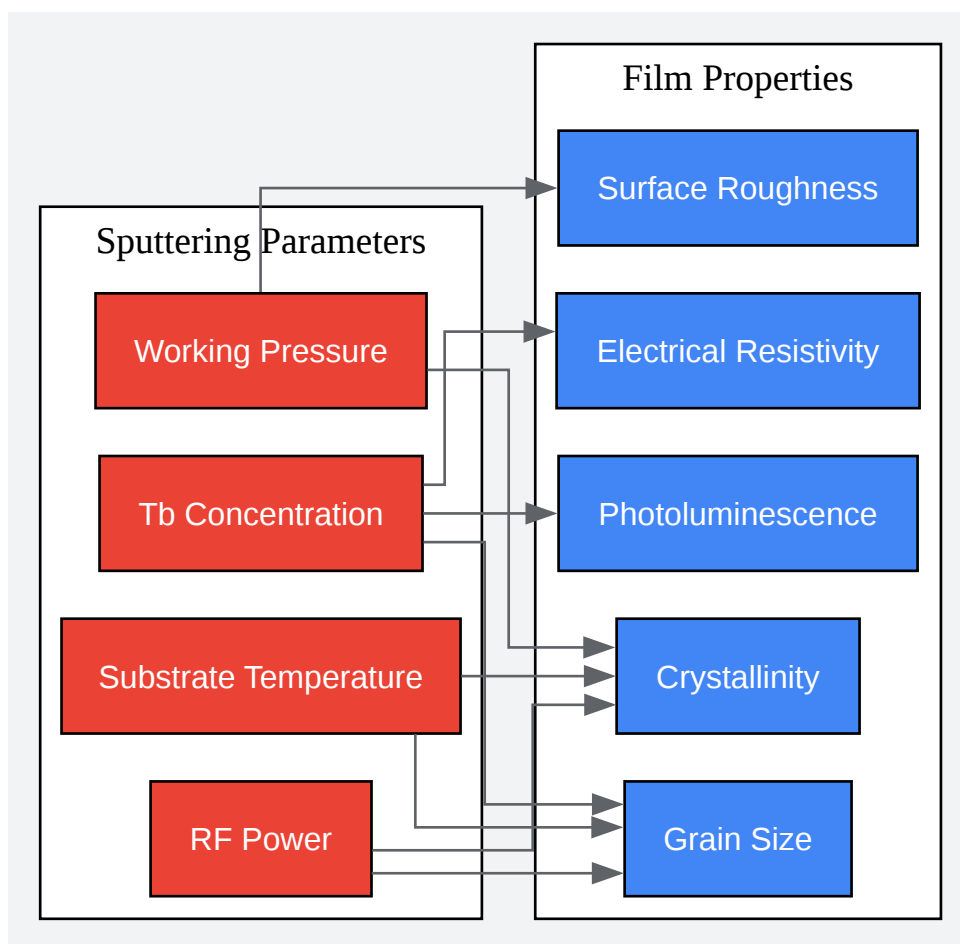 Film Properties
Surface Roughness
Sputtering Parameters
Working Pressure
Electrical Resistivity
Tb Concentration
Photoluminescence
Substrate Temperature
Crystallinity
RF Power
Grain Size